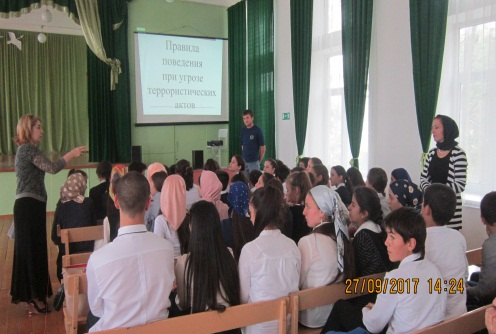 Правила
поведения
при угрозе
террористических
актов
27/09/2017 14:24